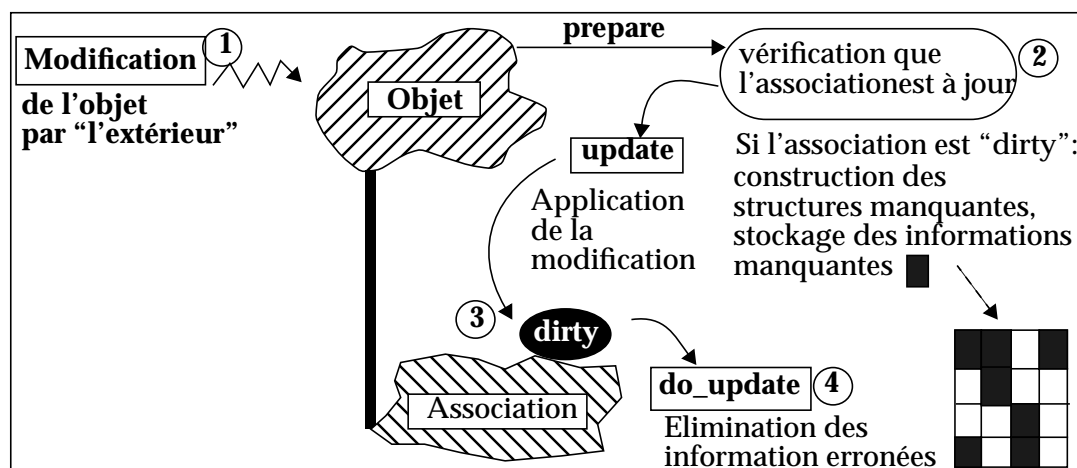 Modification
1
de l'objet
par “l'extérieur”
Objet
prepare
vérification que
l'associationest à jour
2
update
Application
de la
modification
Si l'association est “dirty”:
construction des
structures manquantes,
stockage des informations
manquantes
3
dirty
Association
do_update
4
Elimination des
information erronées